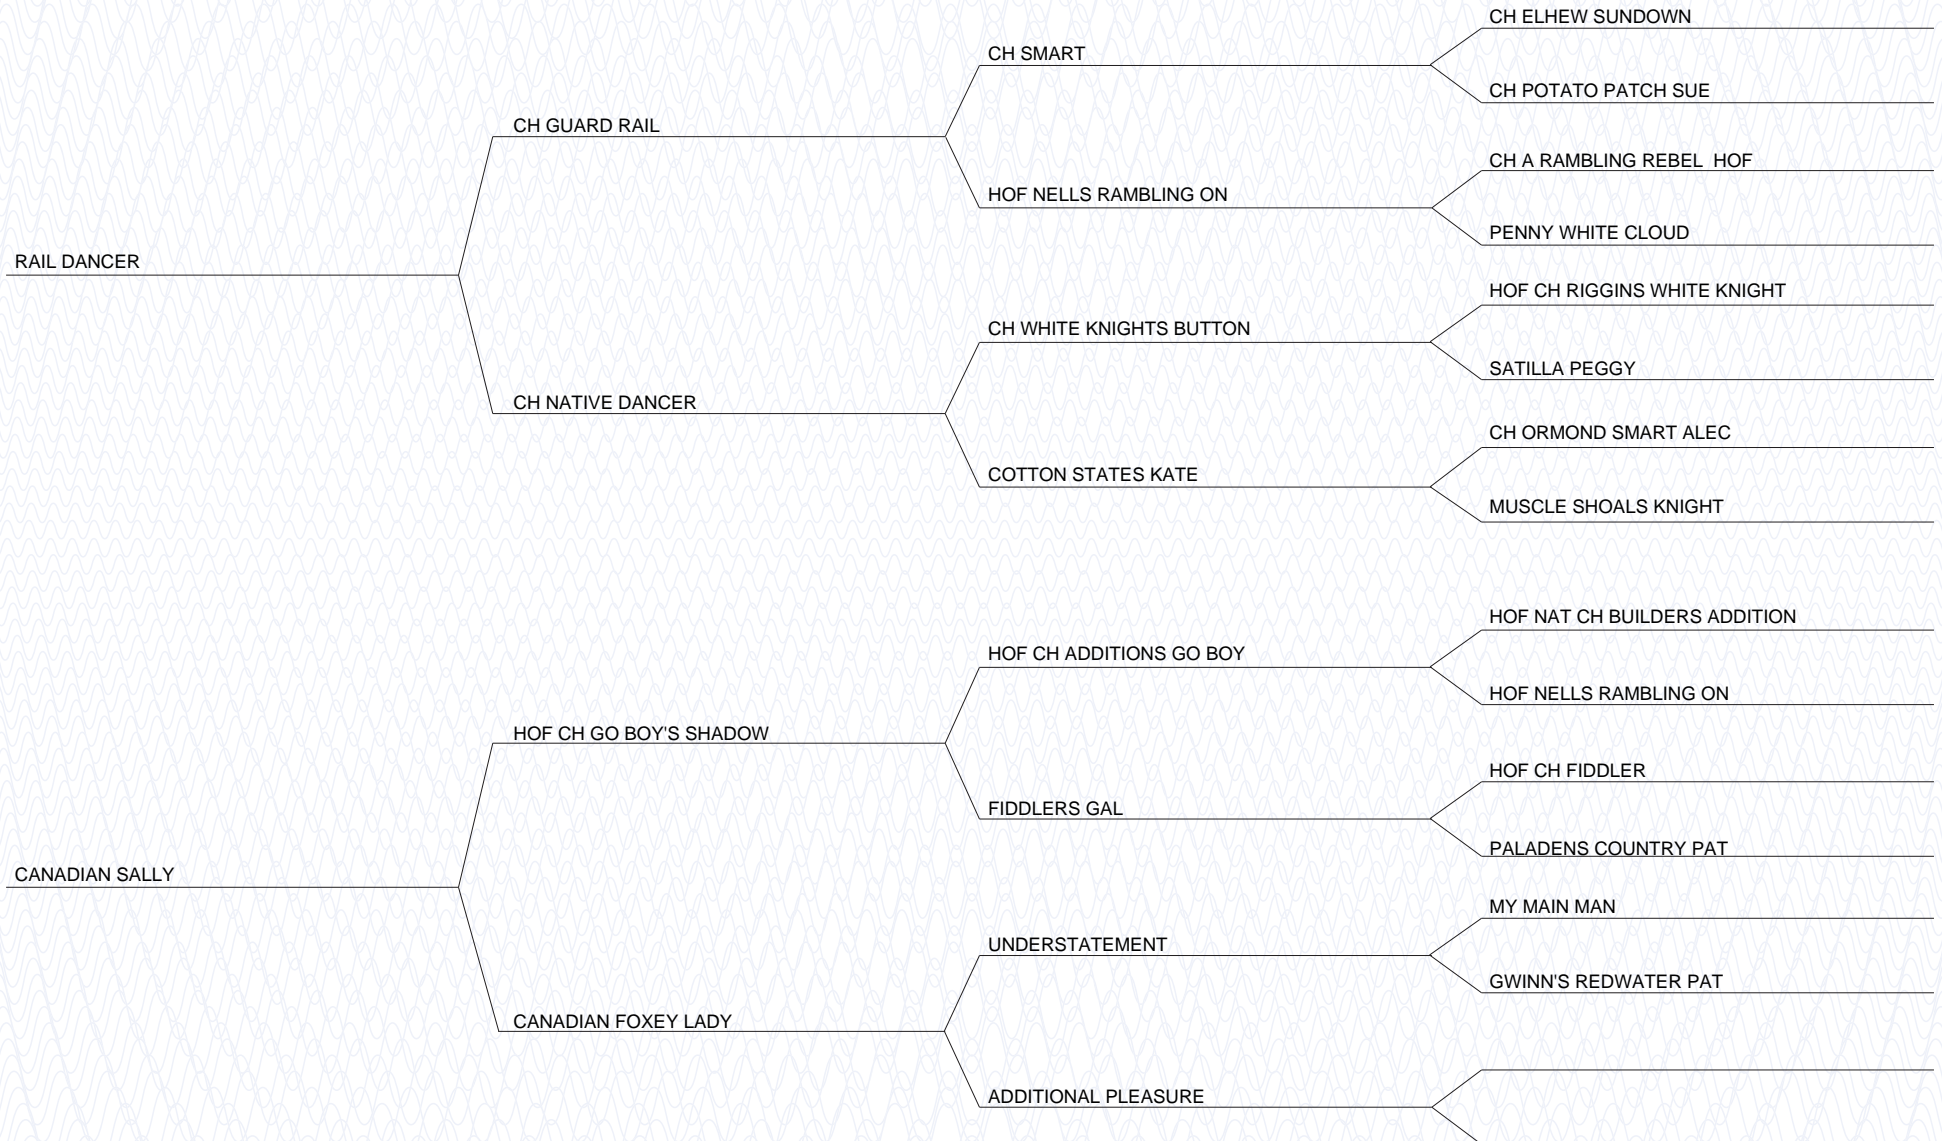 CH ELHEW SUNDOWN
CH SMART
CH POTATO PATCH SUE
CH GUARD RAIL
CH A RAMBLING REBEL  HOF
HOF NELLS RAMBLING ON
PENNY WHITE CLOUD
RAIL DANCER
HOF CH RIGGINS WHITE KNIGHT
CH WHITE KNIGHTS BUTTON
SATILLA PEGGY
CH NATIVE DANCER
CH ORMOND SMART ALEC
COTTON STATES KATE
MUSCLE SHOALS KNIGHT
HOF NAT CH BUILDERS ADDITION
HOF CH ADDITIONS GO BOY
HOF NELLS RAMBLING ON
HOF CH GO BOY'S SHADOW
HOF CH FIDDLER
FIDDLERS GAL
PALADENS COUNTRY PAT
CANADIAN SALLY
MY MAIN MAN
UNDERSTATEMENT
GWINN'S REDWATER PAT
CANADIAN FOXEY LADY
ADDITIONAL PLEASURE